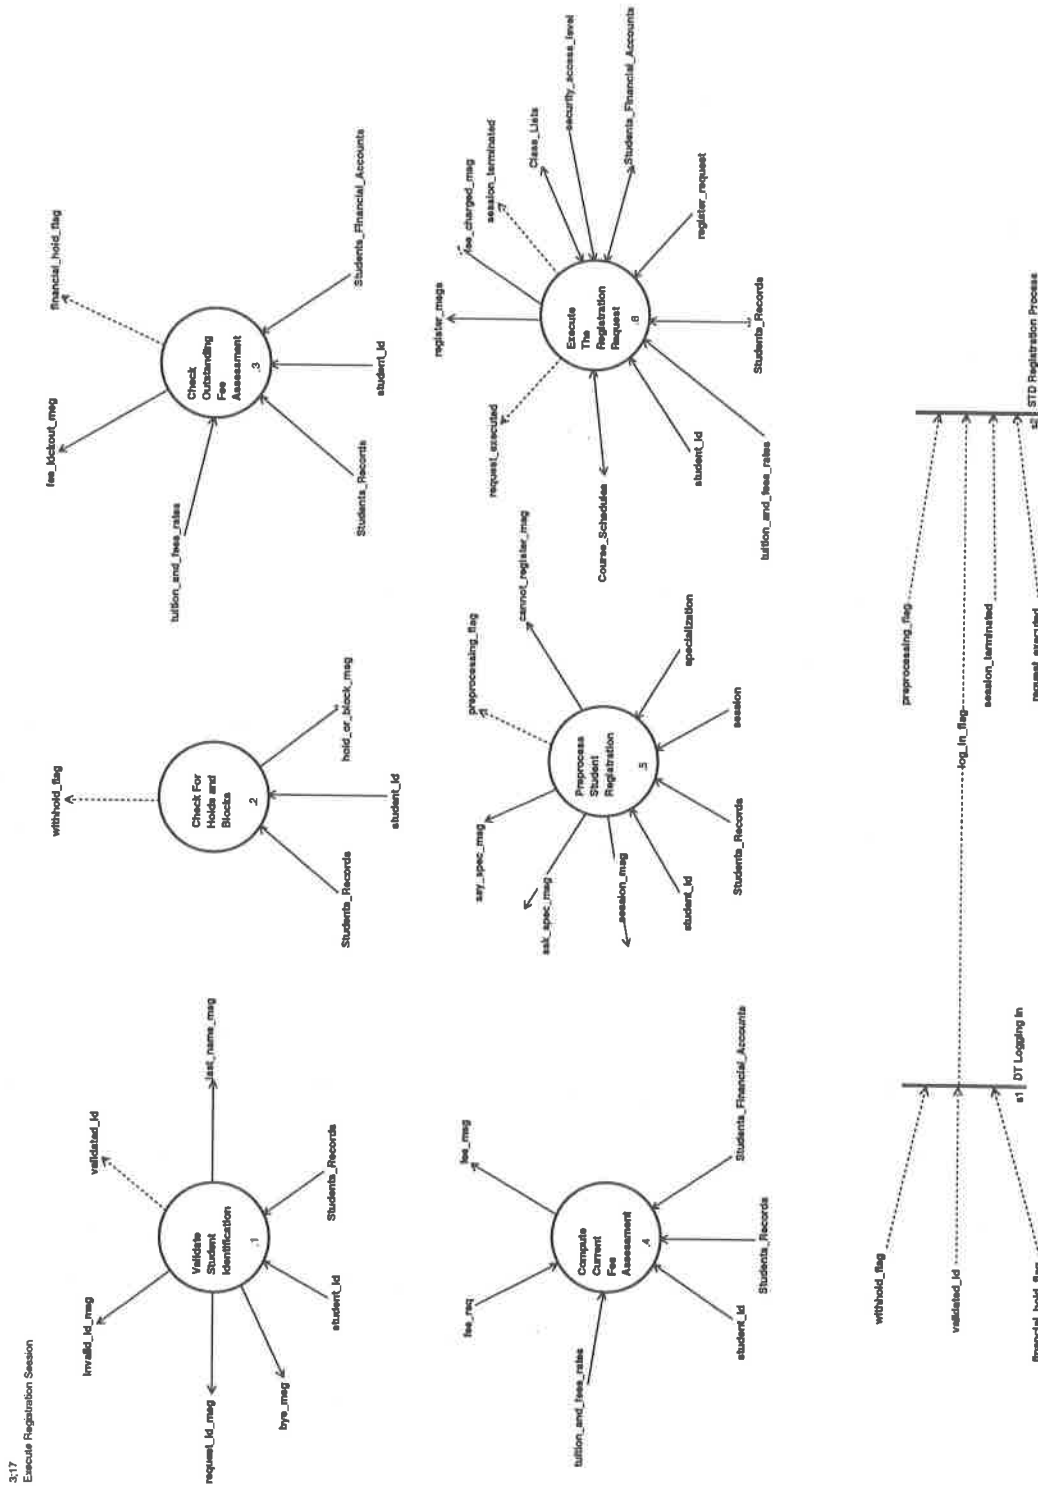 3;17
Execute Registration Session
invalid_id_msg
validated_id
request_id_msg
last_name_msg
bye_msg
Validate
Student
Identification
.1
student_id
Students_Records
withhold_flag
Check For
Holds and
Blocks
.2
Students_Records
student_id
hold_or_block_msg
fee_kickout_msg
financial_hold_flag
tuition_and_fees_rates
Check
Outstanding
Fee
Assessment
.3
Students_Records
student_id
Students_Financial_Accounts
fee_req
fee_msg
tuition_and_fees_rates
Compute
Current
Fee
Assessment
.4
student_id
Students_Records
Students_Financial_Accounts
say_spec_msg
preprocessing_flag
cannot_register_msg
ask_spec_msg
session_msg
Preprocess
Student
Registration
.5
student_id
Students_Records
session
specialization
request_executed
register_msgs
fee_charged_msg
session_terminated
Class_Lists
security_access_level
Students_Financial_Accounts
Execute
The
Registration
Request
.6
Course_Schedules
student_id
tuition_and_fees_rates
Students_Records
register_request
withhold_flag
validated_id
financial_hold_flag
s1 DT Logging In
log_in_flag
preprocessing_flag
session_terminated
request_executed
s2 STD Registration Process